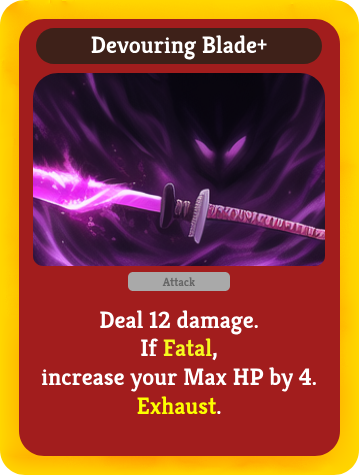 Devouring Blade+
Attack
Deal 12 damage.
If Fatal,
increase your Max HP by 4.
Exhaust.